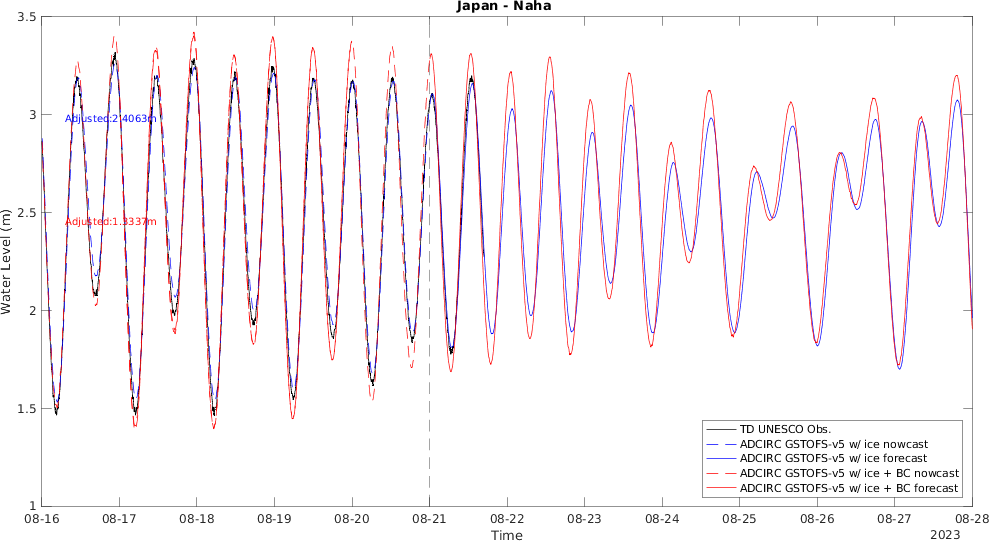 Japan - Naha
3.5
3
2.5
2
1.5
1
Water Level (m)
Adjusted:2.4063m
Adjusted:1.3337m
TD UNESCO Obs.
ADCIRC GSTOFS-v5 w/ ice nowcast
ADCIRC GSTOFS-v5 w/ ice forecast
ADCIRC GSTOFS-v5 w/ ice + BC nowcast
ADCIRC GSTOFS-v5 w/ ice + BC forecast
08-16 08-17 08-18 08-19 08-20 08-21 08-22 08-23 08-24 08-25 08-26 08-27 08-28
Time
2023